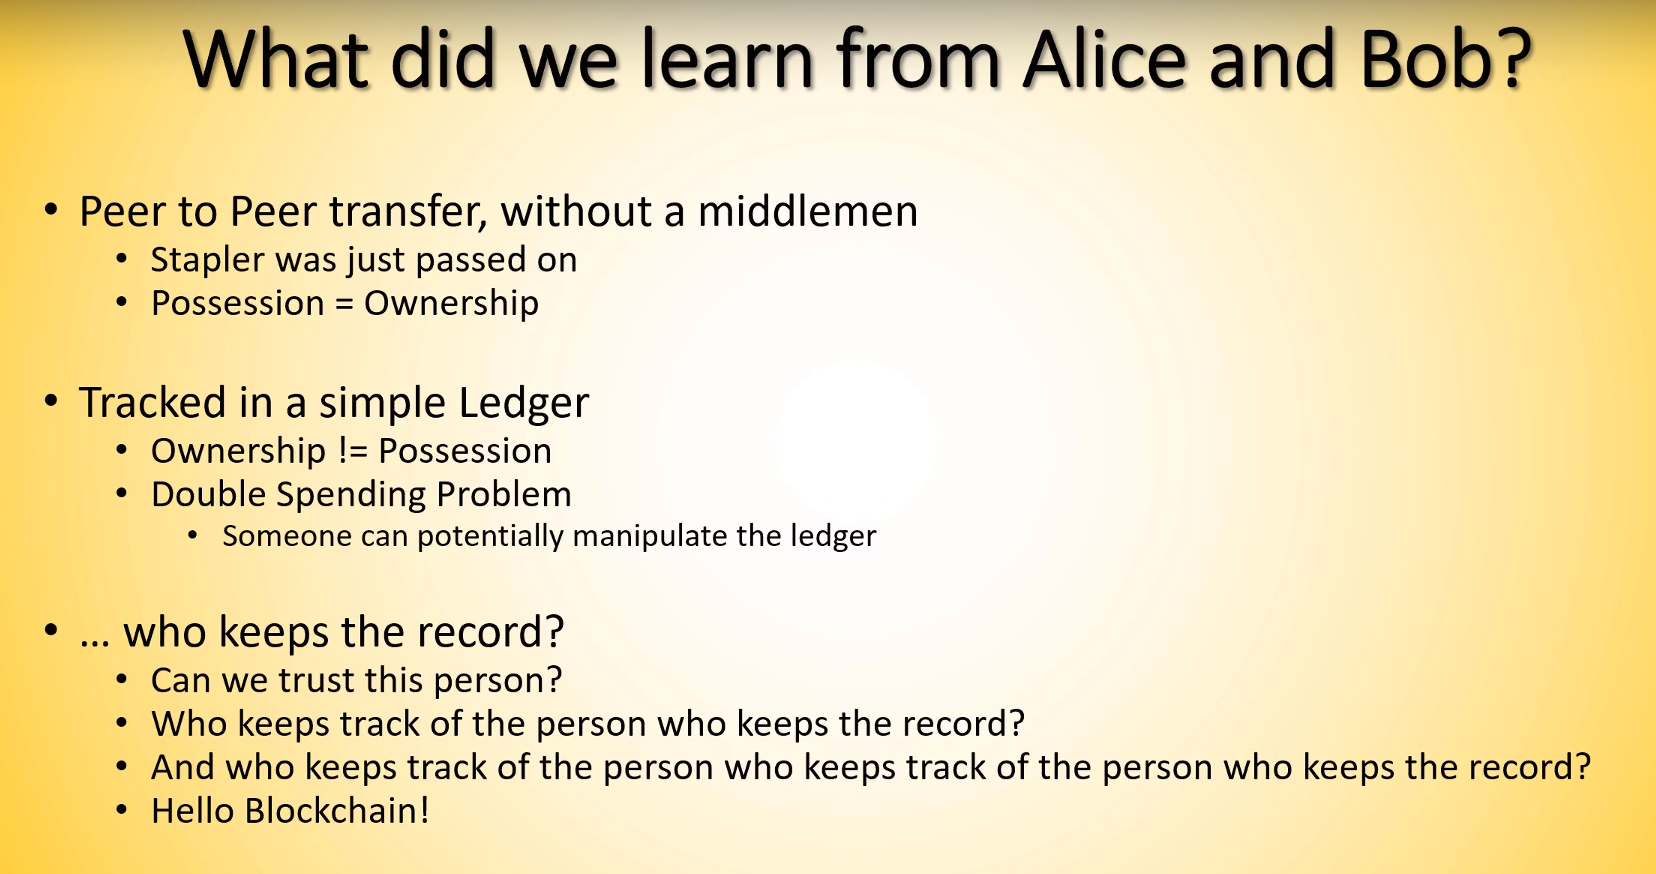 What did we learn from Alice and Bob?
• Peer to Peer transfer, without a middlemen
• Stapler was just passed on
• Possession = Ownership
• Tracked in a simple Ledger
• Ownership != Possession
• Double Spending Problem
• Someone can potentially manipulate the ledger
• ... who keeps the record?
• Can we trust this person?
• Who keeps track of the person who keeps the record?
• And who keeps track of the person who keeps track of the person who keeps the record?
• Hello Blockchain!